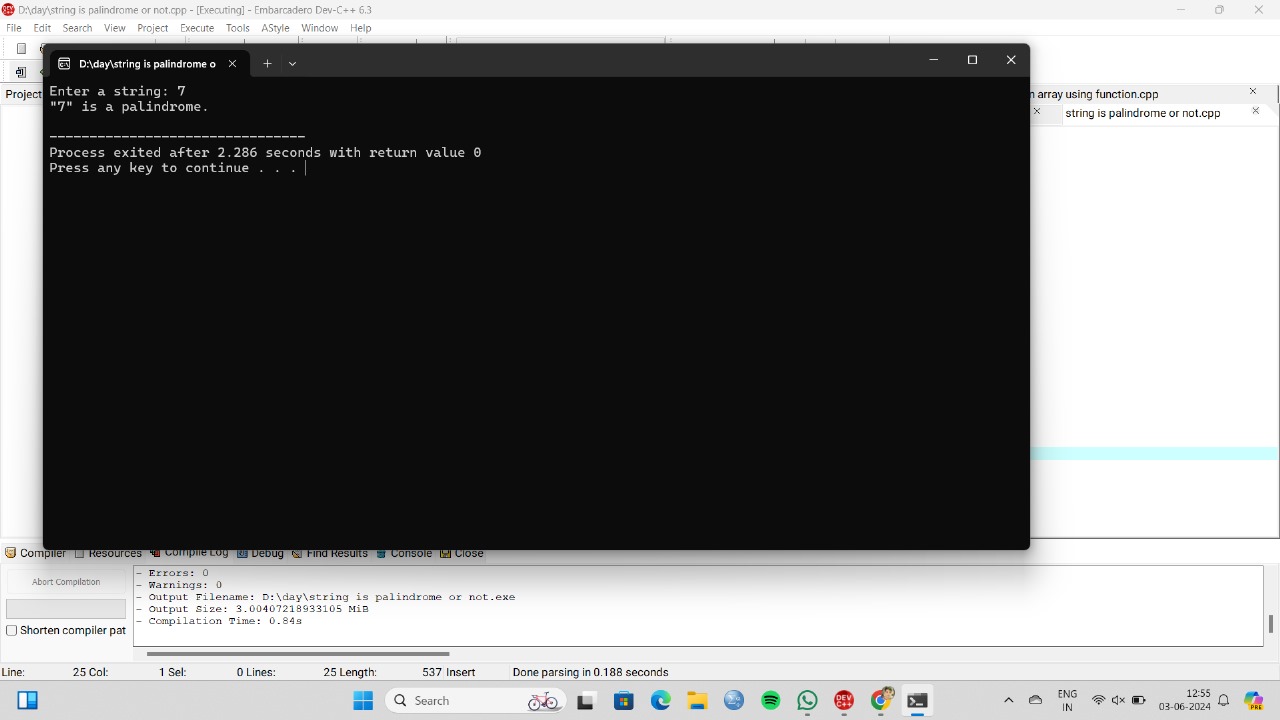 D:\day\string is palindrome or not.cpp - [Executing] - Embarcadero Dev-C++ 6.3
File Edit Search View Project Execute Tools AStyle Window Help
D:\day\string is palindrome o
Project
n array using function.cpp
string is palindrome or not.cpp
Enter a string: 7
"7" is a palindrome.
--------------------------------
Process exited after 2.286 seconds with return value 0
Press any key to continue . . .
Compiler Resources Compile Log Debug Find Results Console Close
Abort Compilation
Shorten compiler pat
- Errors: 0
- Warnings: 0
- Output Filename: D:\day\string is palindrome or not.exe
- Output Size: 3.00407218933105 MiB
- Compilation Time: 0.84s
Line: 25 Col: 1 Sel: 0 Lines: 25 Length: 537 Insert Done parsing in 0.188 seconds
Search
DEV C++
ENG
IN
12:55
03-06-2024
PRE